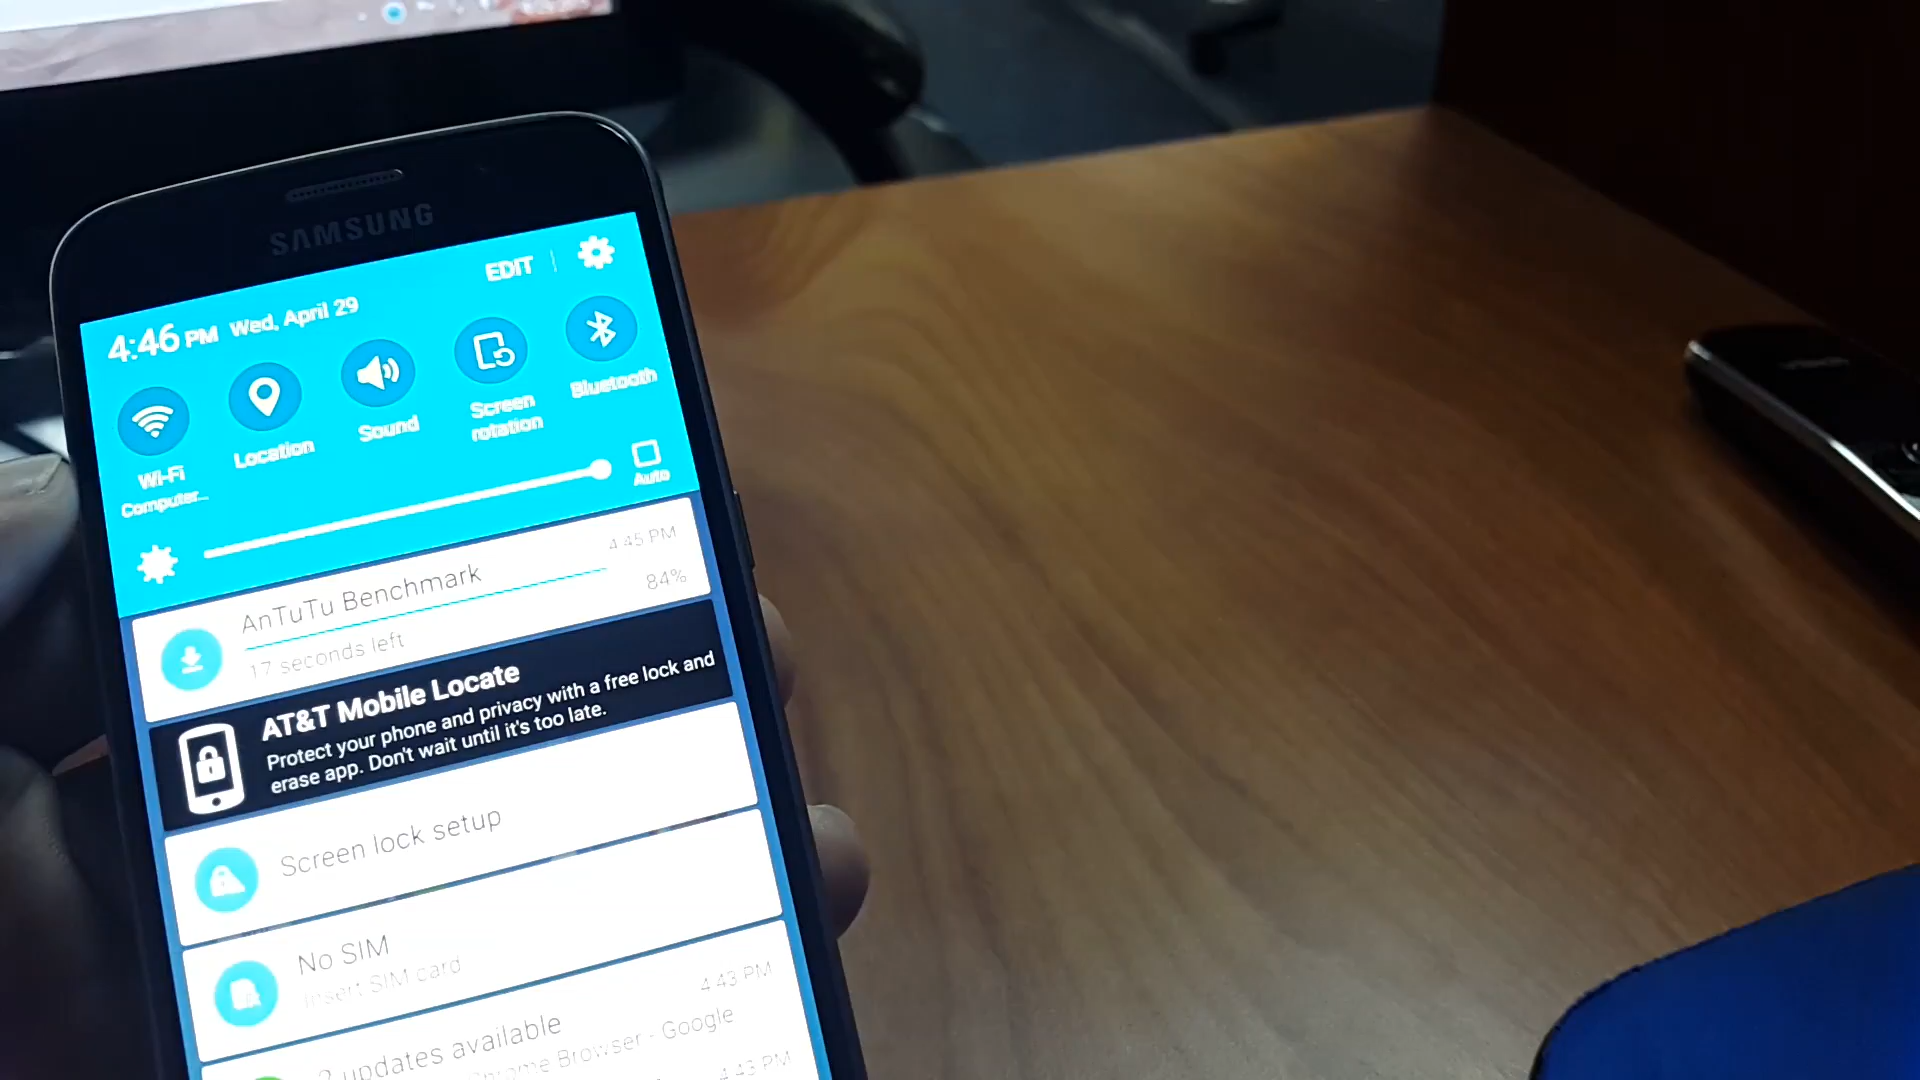 SAMSUNG
EDIT
4:46 PM Wed, April 29
Wi-Fi
Computer...
Location
Sound
Screen
rotation
Bluetooth
Auto
AnTuTu Benchmark
4:45 PM
17 seconds left
84%
AT&T Mobile Locate
Protect your phone and privacy with a free lock and
erase app. Don't wait until it's too late.
Screen lock setup
No SIM
Insert SIM card
updates available
4:43 PM
Chrome Browser - Google
4:43 PM